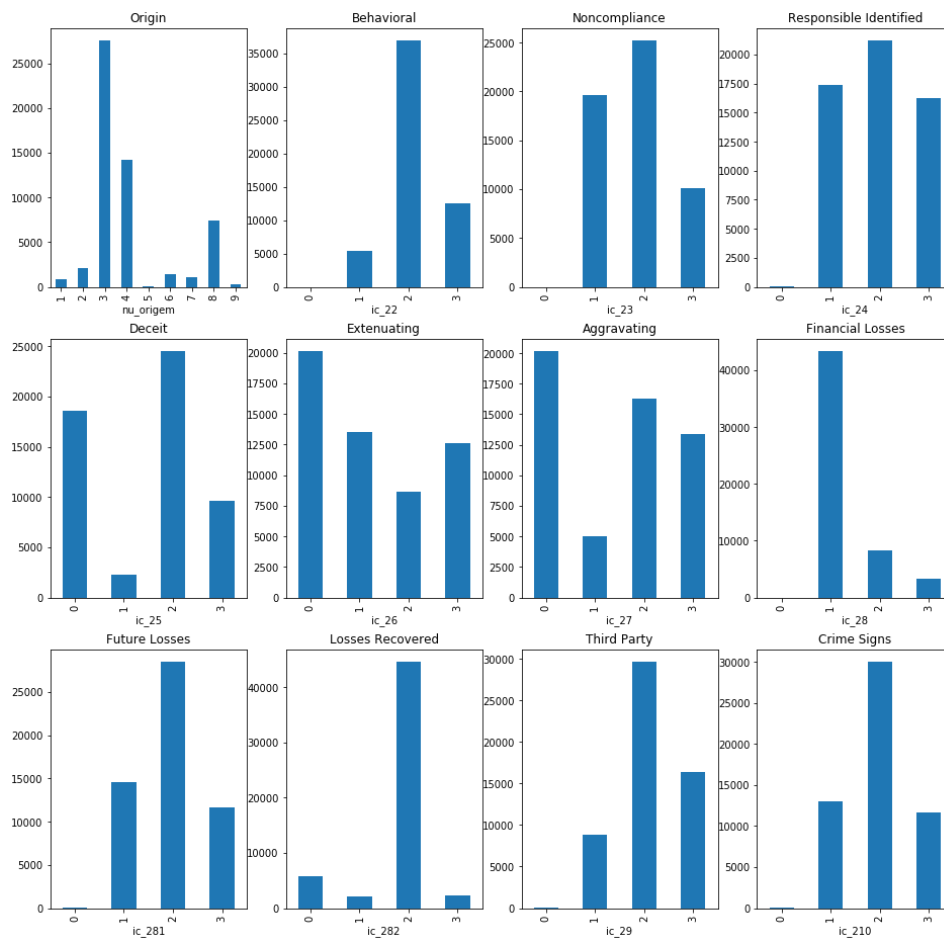 Origin
25000
20000
15000
10000
5000
0
1 2 3 4 5 6 7 8 9
nu_origem
Behavioral
35000
30000
25000
20000
15000
10000
5000
0
0 1 2 3
ic_22
Noncompliance
25000
20000
15000
10000
5000
0
0 1 2 3
ic_23
Responsible Identified
20000
17500
15000
12500
10000
7500
5000
2500
0
0 1 2 3
ic_24
Deceit
25000
20000
15000
10000
5000
0
0 1 2 3
ic_25
Extenuating
20000
17500
15000
12500
10000
7500
5000
2500
0
0 1 2 3
ic_26
Aggravating
20000
17500
15000
12500
10000
7500
5000
2500
0
0 1 2 3
ic_27
Financial Losses
40000
30000
20000
10000
0
0 1 2 3
ic_28
Future Losses
25000
20000
15000
10000
5000
0
0 1 2 3
ic_281
Losses Recovered
40000
30000
20000
10000
0
0 1 2 3
ic_282
Third Party
30000
25000
20000
15000
10000
5000
0
0 1 2 3
ic_29
Crime Signs
30000
25000
20000
15000
10000
5000
0
0 1 2 3
ic_210